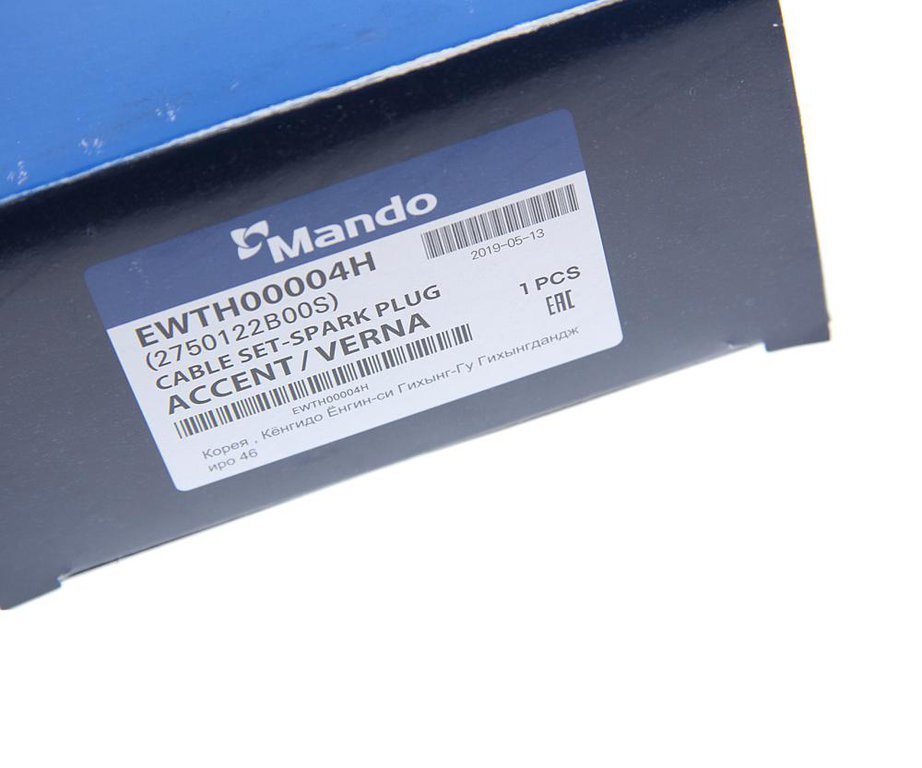 Mando
2019-05-13
EWTH00004H
(2750122B00S)
CABLE SET-SPARK PLUG
1 PCS
ACCENT/VERNA
EAC
EWTH00004H
Корея , Кёнгидо Ёнгин-си Гихынг-Гу Гихынгдандж
иро 46